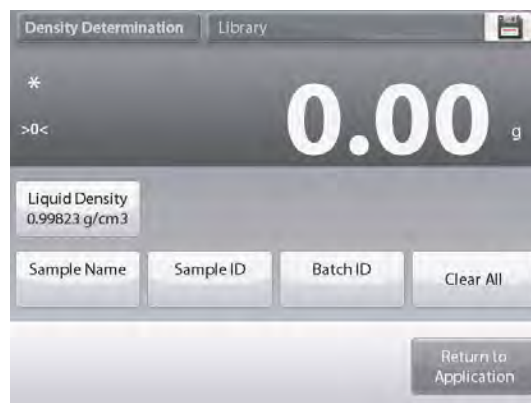 Density Determination Library
*
0.00 g
>0<
Liquid Density
0.99823 g/cm3
Sample Name Sample ID Batch ID Clear All
Return to
Application